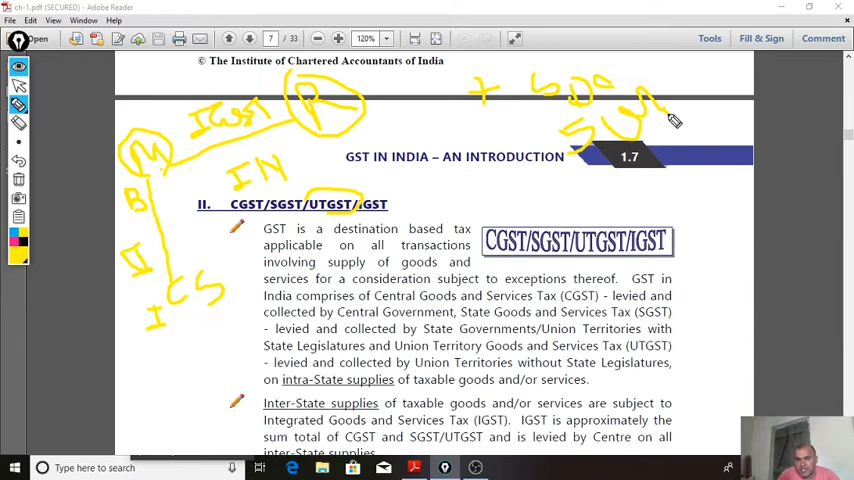 ch-1.pdf (SECURED) - Adobe Reader
File Edit View Document Tools Window Help
Open
7 / 33
120%
Tools
Fill & Sign
Comment
© The Institute of Chartered Accountants of India
IGST
R
M
IN
B
CS
I
GST IN INDIA – AN INTRODUCTION
1.7
II. CGST/SGST/UTGST/IGST
GST is a destination based tax
applicable on all transactions
involving supply of goods and
CGST/SGST/UTGST/IGST
services for a consideration subject to exceptions thereof. GST in
India comprises of Central Goods and Services Tax (CGST) - levied and
collected by Central Government, State Goods and Services Tax (SGST)
- levied and collected by State Governments/Union Territories with
State Legislatures and Union Territory Goods and Services Tax (UTGST)
- levied and collected by Union Territories without State Legislatures,
on intra-State supplies of taxable goods and/or services.
Inter-State supplies of taxable goods and/or services are subject to
Integrated Goods and Services Tax (IGST). IGST is approximately the
sum total of CGST and SGST/UTGST and is levied by Centre on all
inter-State supplies.
Type here to search